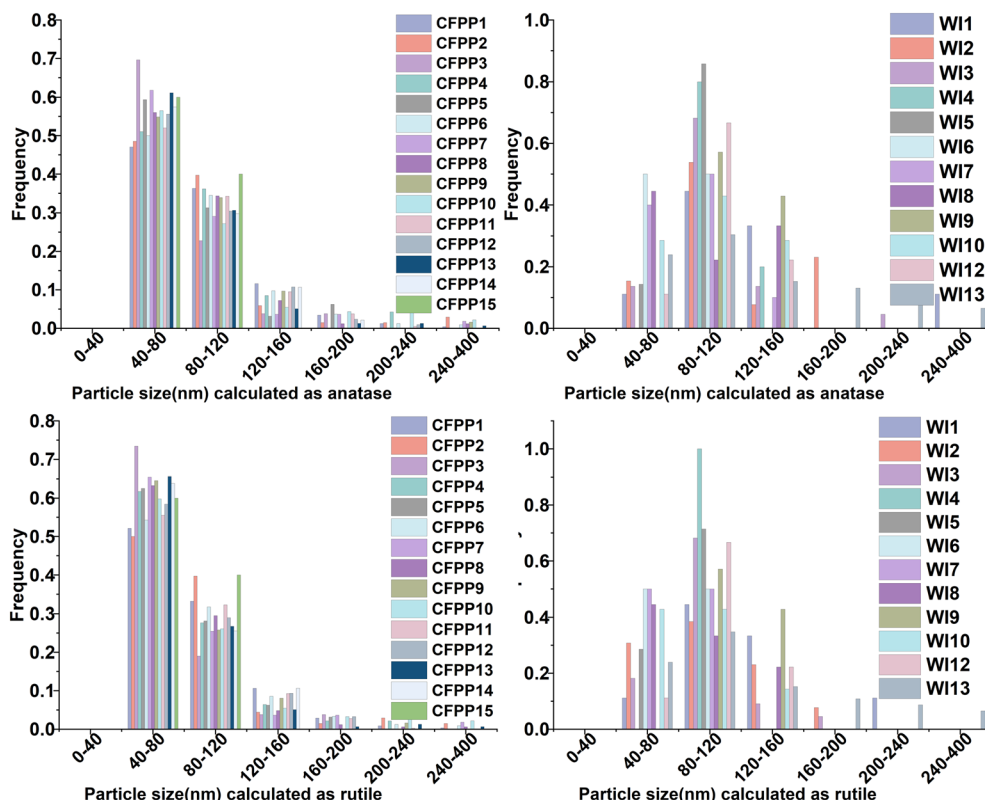 0.8
0.7
0.6
0.5
0.4
0.3
0.2
0.1
0.0
Frequency
0-40
40-80
80-120
120-160
160-200
200-240
240-400
Particle size(nm) calculated as anatase
CFPP1
CFPP2
CFPP3
CFPP4
CFPP5
CFPP6
CFPP7
CFPP8
CFPP9
CFPP10
CFPP11
CFPP12
CFPP13
CFPP14
CFPP15
1.0
0.8
0.6
0.4
0.2
0.0
Frequency
0-40
40-80
80-120
120-160
160-200
200-240
240-400
Particle size(nm) calculated as anatase
WI1
WI2
WI3
WI4
WI5
WI6
WI7
WI8
WI9
WI10
WI12
WI13
0.8
0.7
0.6
0.5
0.4
0.3
0.2
0.1
0.0
Frequency
0-40
40-80
80-120
120-160
160-200
200-240
240-400
Particle size(nm) calculated as rutile
CFPP1
CFPP2
CFPP3
CFPP4
CFPP5
CFPP6
CFPP7
CFPP8
CFPP9
CFPP10
CFPP11
CFPP12
CFPP13
CFPP14
CFPP15
1.0
0.8
0.6
0.4
0.2
0.0
0-40
40-80
80-120
120-160
160-200
200-240
240-400
Particle size(nm) calculated as rutile
WI1
WI2
WI3
WI4
WI5
WI6
WI7
WI8
WI9
WI10
WI12
WI13